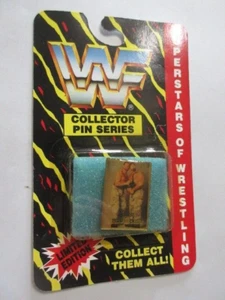 WWF
®
COLLECTOR
PIN SERIES
SUPERSTARS OF WRESTLING
LIMITED
EDITION
COLLECT
THEM ALL!